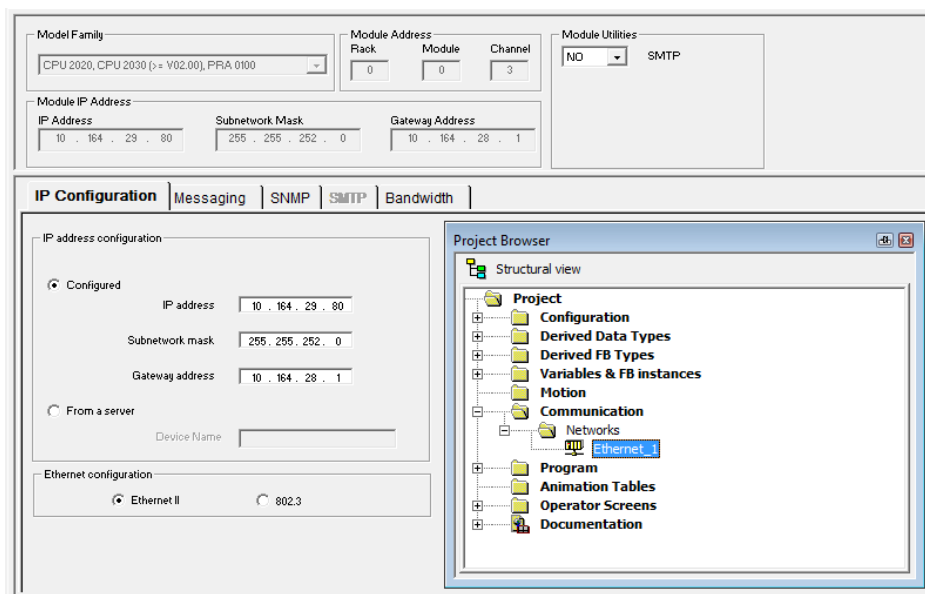 Model Family
CPU 2020, CPU 2030 (>= V02.00), PRA 0100
Module Address
Rack Module Channel
0 0 3
Module Utilities
NO SMTP
Module IP Address
IP Address Subnetwork Mask Gateway Address
10 . 164 . 29 . 80 255 . 255 . 252 . 0 10 . 164 . 28 . 1
IP Configuration Messaging SNMP SMTP Bandwidth
IP address configuration
Configured
IP address 10 . 164 . 29 . 80
Subnetwork mask 255. 255. 252. 0
Gateway address 10 . 164 . 28 . 1
From a server
Device Name
Ethernet configuration
Ethernet II 802.3
Project Browser
Structural view
Project
Configuration
Derived Data Types
Derived FB Types
Variables & FB instances
Motion
Communication
Networks
Ethernet_1
Program
Animation Tables
Operator Screens
Documentation